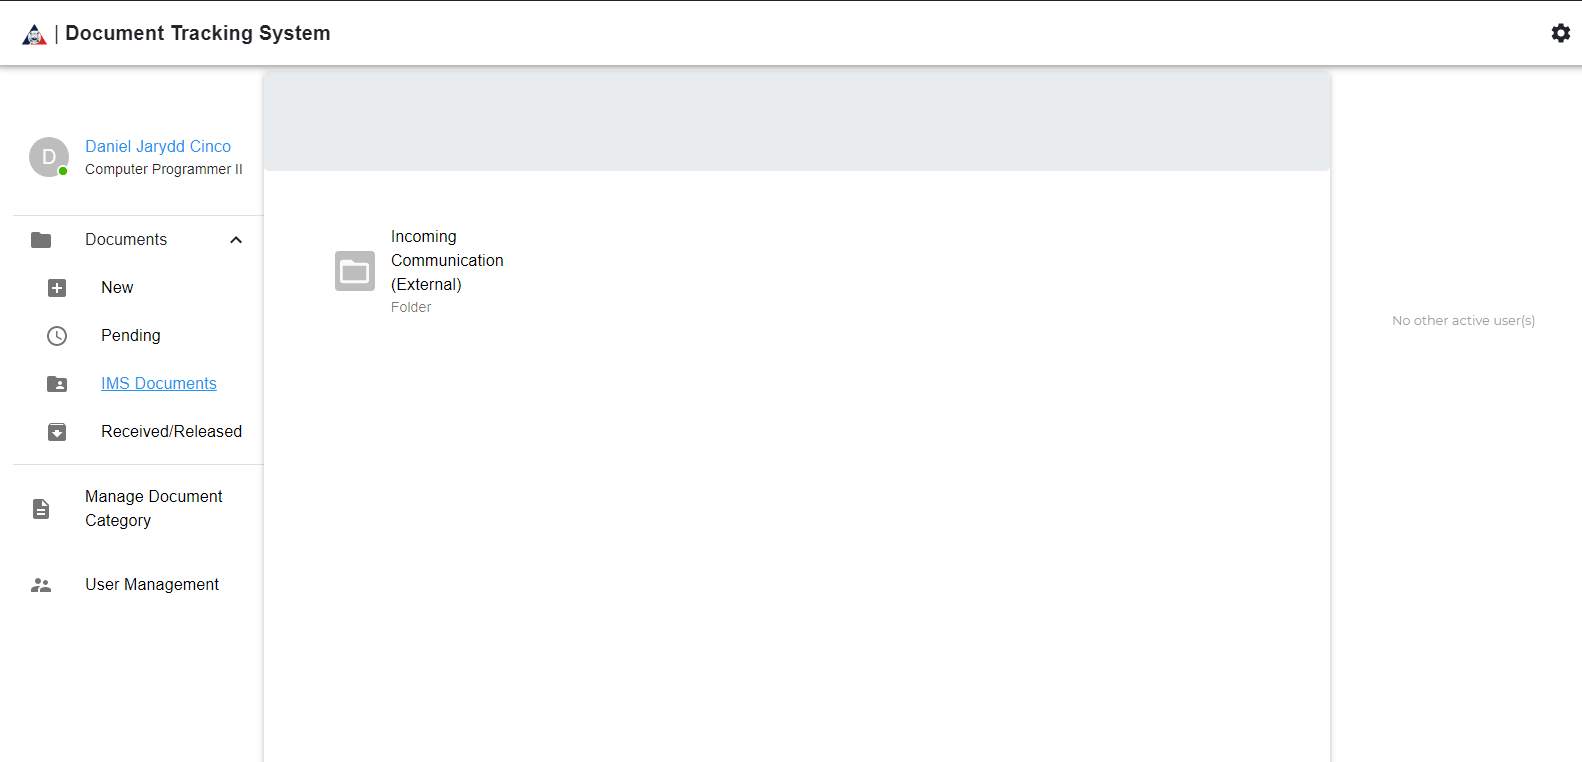 | Document Tracking System
D
Daniel Jarydd Cinco
Computer Programmer II
Documents
New
Pending
IMS Documents
Received/Released
Manage Document
Category
User Management
Incoming
Communication
(External)
Folder
No other active user(s)